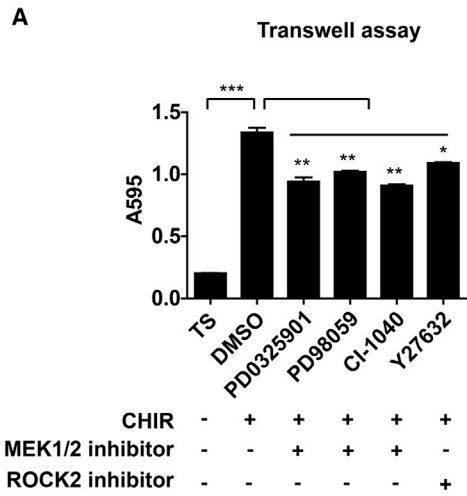 A
Transwell assay
***
1.5
1.0
0.5
0.0
A595
** ** ** *
TS DMSO PD0325901 PD98059 CI-1040 Y27632
CHIR - + + + + +
MEK1/2 inhibitor - - + + + -
ROCK2 inhibitor - - - - - +